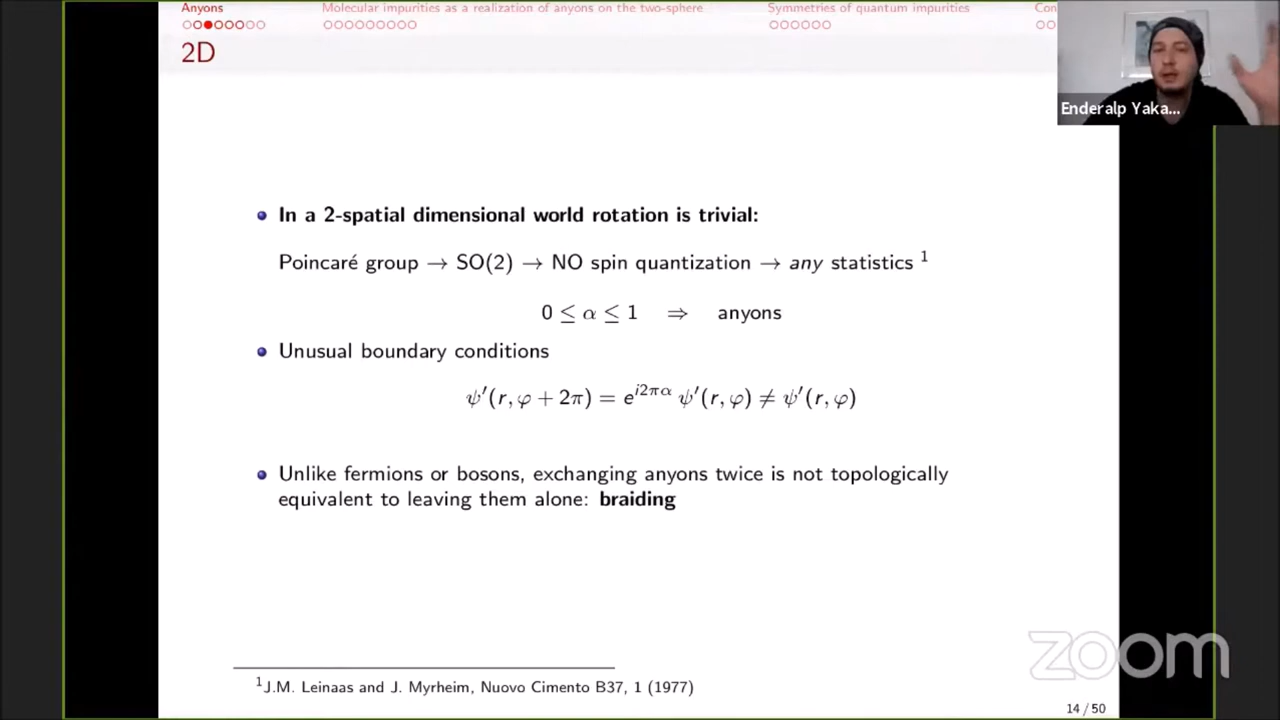 Anyons
Molecular impurities as a realization of anyons on the two-sphere
Symmetries of quantum impurities
Con
2D
Enderalp Yaka...
In a 2-spatial dimensional world rotation is trivial:
Poincaré group → SO(2) → NO spin quantization → any statistics ¹
0 ≤ α ≤ 1 ⇒ anyons
Unusual boundary conditions
ψ′(r, φ + 2π) = e^{i2πα} ψ′(r, φ) ≠ ψ′(r, φ)
Unlike fermions or bosons, exchanging anyons twice is not topologically
equivalent to leaving them alone: braiding
zoom
¹J.M. Leinaas and J. Myrheim, Nuovo Cimento B37, 1 (1977)
14 / 50